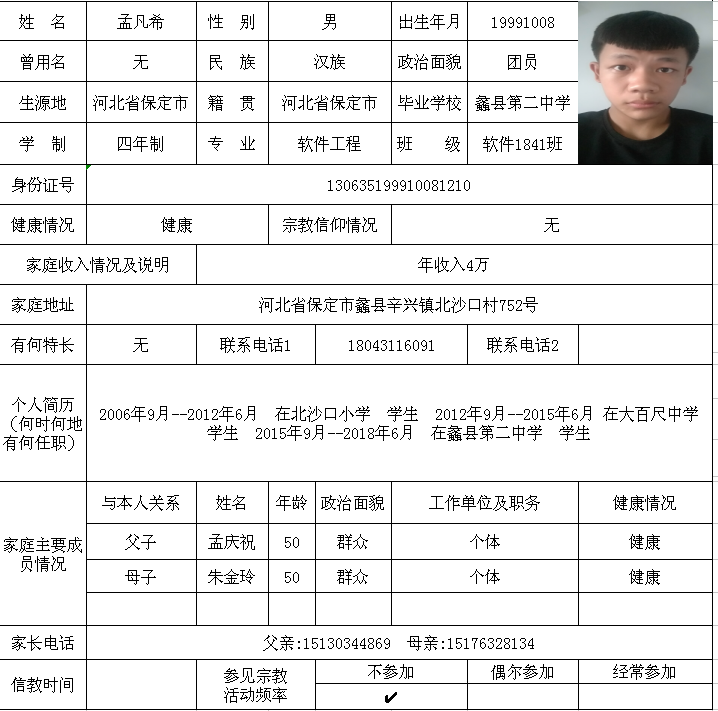 姓 名 孟凡希 性 别 男 出生年月 19991008
曾用名 无 民 族 汉族 政治面貌 团员
生源地 河北省保定市 籍 贯 河北省保定市 毕业学校 蠡县第二中学
学 制 四年制 专 业 软件工程 班 级 软件1841班
身份证号 130635199910081210
健康情况 健康 宗教信仰情况 无
家庭收入情况及说明 年收入4万
家庭地址 河北省保定市蠡县辛兴镇北沙口村752号
有何特长 无 联系电话1 18043116091 联系电话2
个人简历
（何时何地
有何任职）
2006年9月--2012年6月 在北沙口小学 学生 2012年9月--2015年6月 在大百尺中学
学生 2015年9月--2018年6月 在蠡县第二中学 学生
家庭主要成
员情况
与本人关系 姓名 年龄 政治面貌 工作单位及职务 健康情况
父子 孟庆祝 50 群众 个体 健康
母子 朱金玲 50 群众 个体 健康
家长电话 父亲:15130344869 母亲:15176328134
信教时间
参见宗教
活动频率
不参加 偶尔参加 经常参加
✔